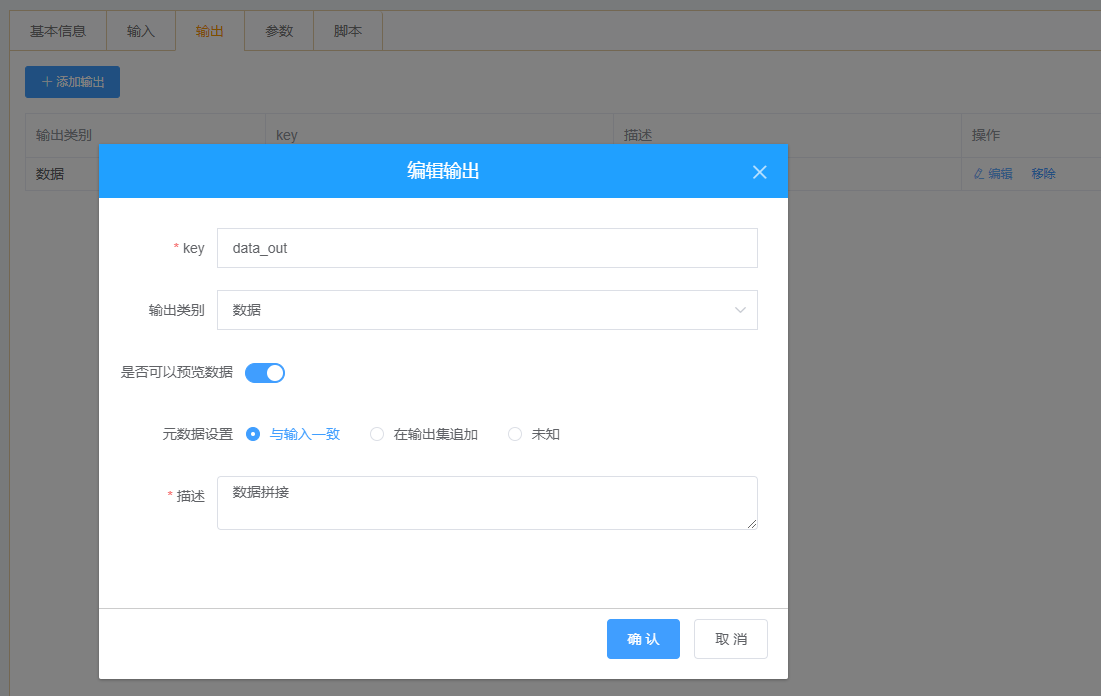 基本信息 输入 输出 参数 脚本
添加输出
输出类别 key 描述 操作
数据 编辑 移除
编辑输出
* key data_out
输出类别 数据
是否可以预览数据
元数据设置 与输入一致 在输出集追加 未知
* 描述 数据拼接
确认 取消